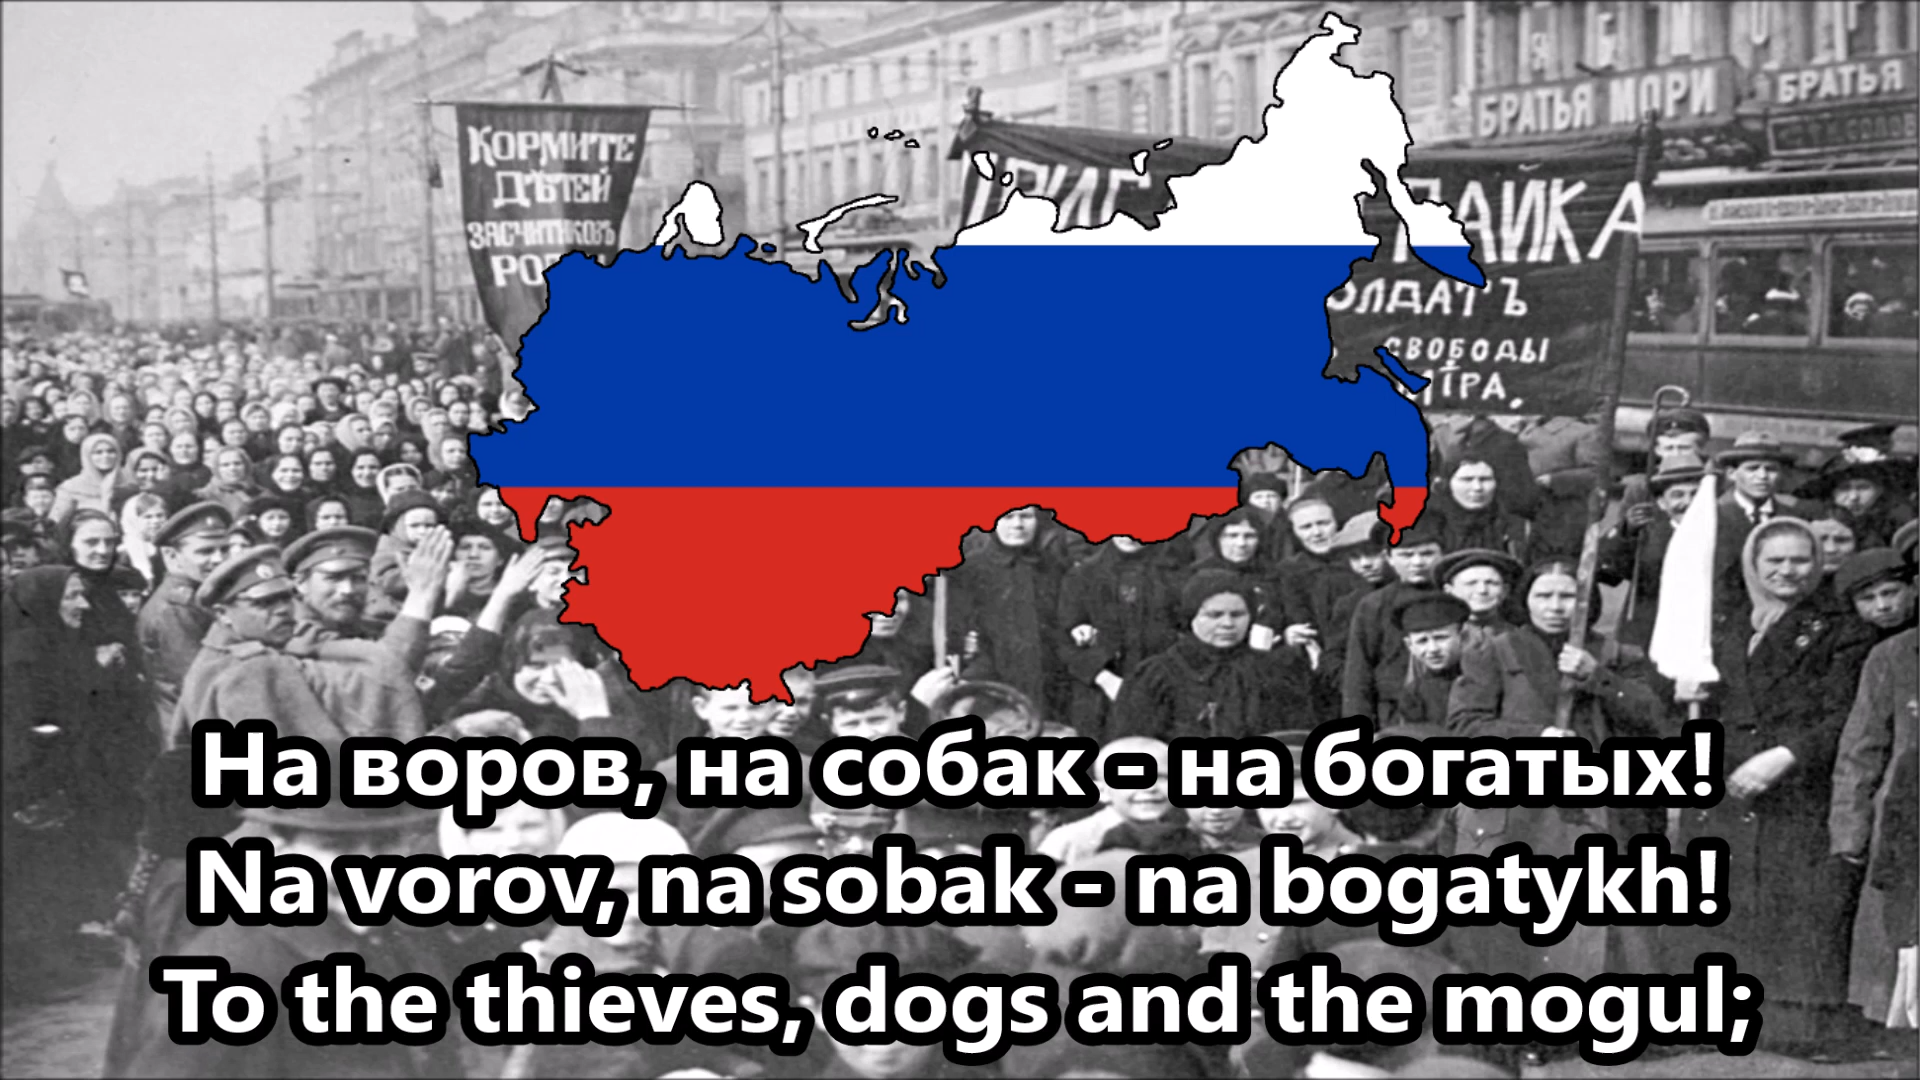 БРАТЬЯ МОРИ
БРАТЬЯ
КОРМИТЕ
ДѢТЕЙ
ЗАЩИТНИКОВЪ
СВОБОДЫ
На воров, на собак - на богатых!
Na vorov, na sobak - na bogatykh!
To the thieves, dogs and the mogul;